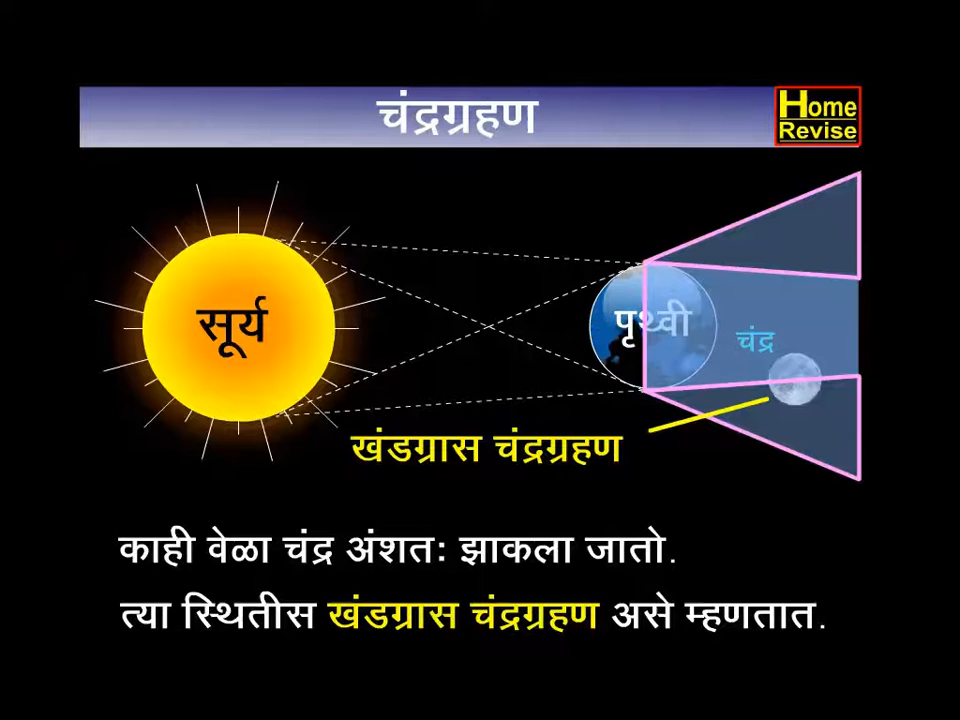 चंद्रग्रहण
Home
Revise
सूर्य
पृथ्वी
चंद्र
खंडग्रास चंद्रग्रहण
काही वेळा चंद्र अंशतः झाकला जातो.
त्या स्थितीस खंडग्रास चंद्रग्रहण असे म्हणतात.